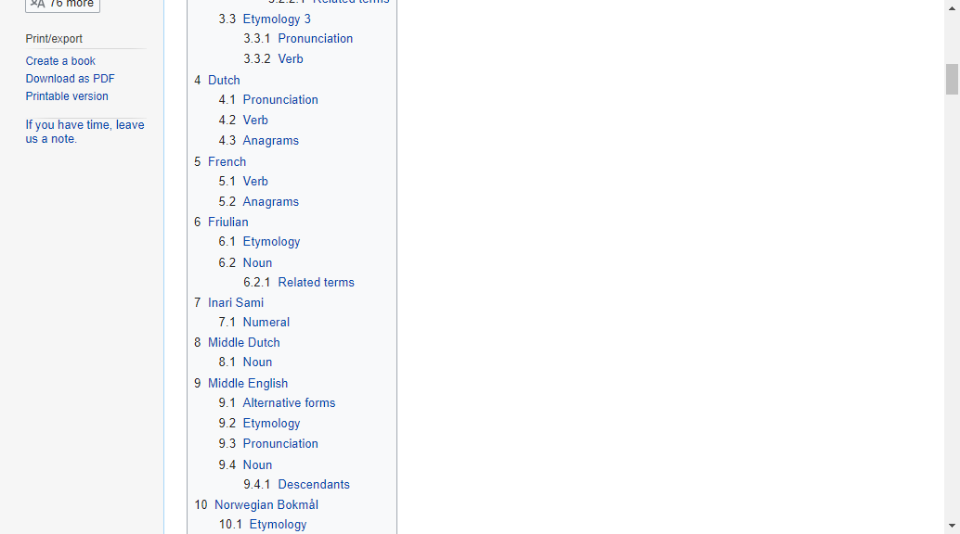 76 more
Print/export
Create a book
Download as PDF
Printable version
If you have time, leave
us a note.
3.2.2.1 Related terms
3.3 Etymology 3
3.3.1 Pronunciation
3.3.2 Verb
4 Dutch
4.1 Pronunciation
4.2 Verb
4.3 Anagrams
5 French
5.1 Verb
5.2 Anagrams
6 Friulian
6.1 Etymology
6.2 Noun
6.2.1 Related terms
7 Inari Sami
7.1 Numeral
8 Middle Dutch
8.1 Noun
9 Middle English
9.1 Alternative forms
9.2 Etymology
9.3 Pronunciation
9.4 Noun
9.4.1 Descendants
10 Norwegian Bokmål
10.1 Etymology